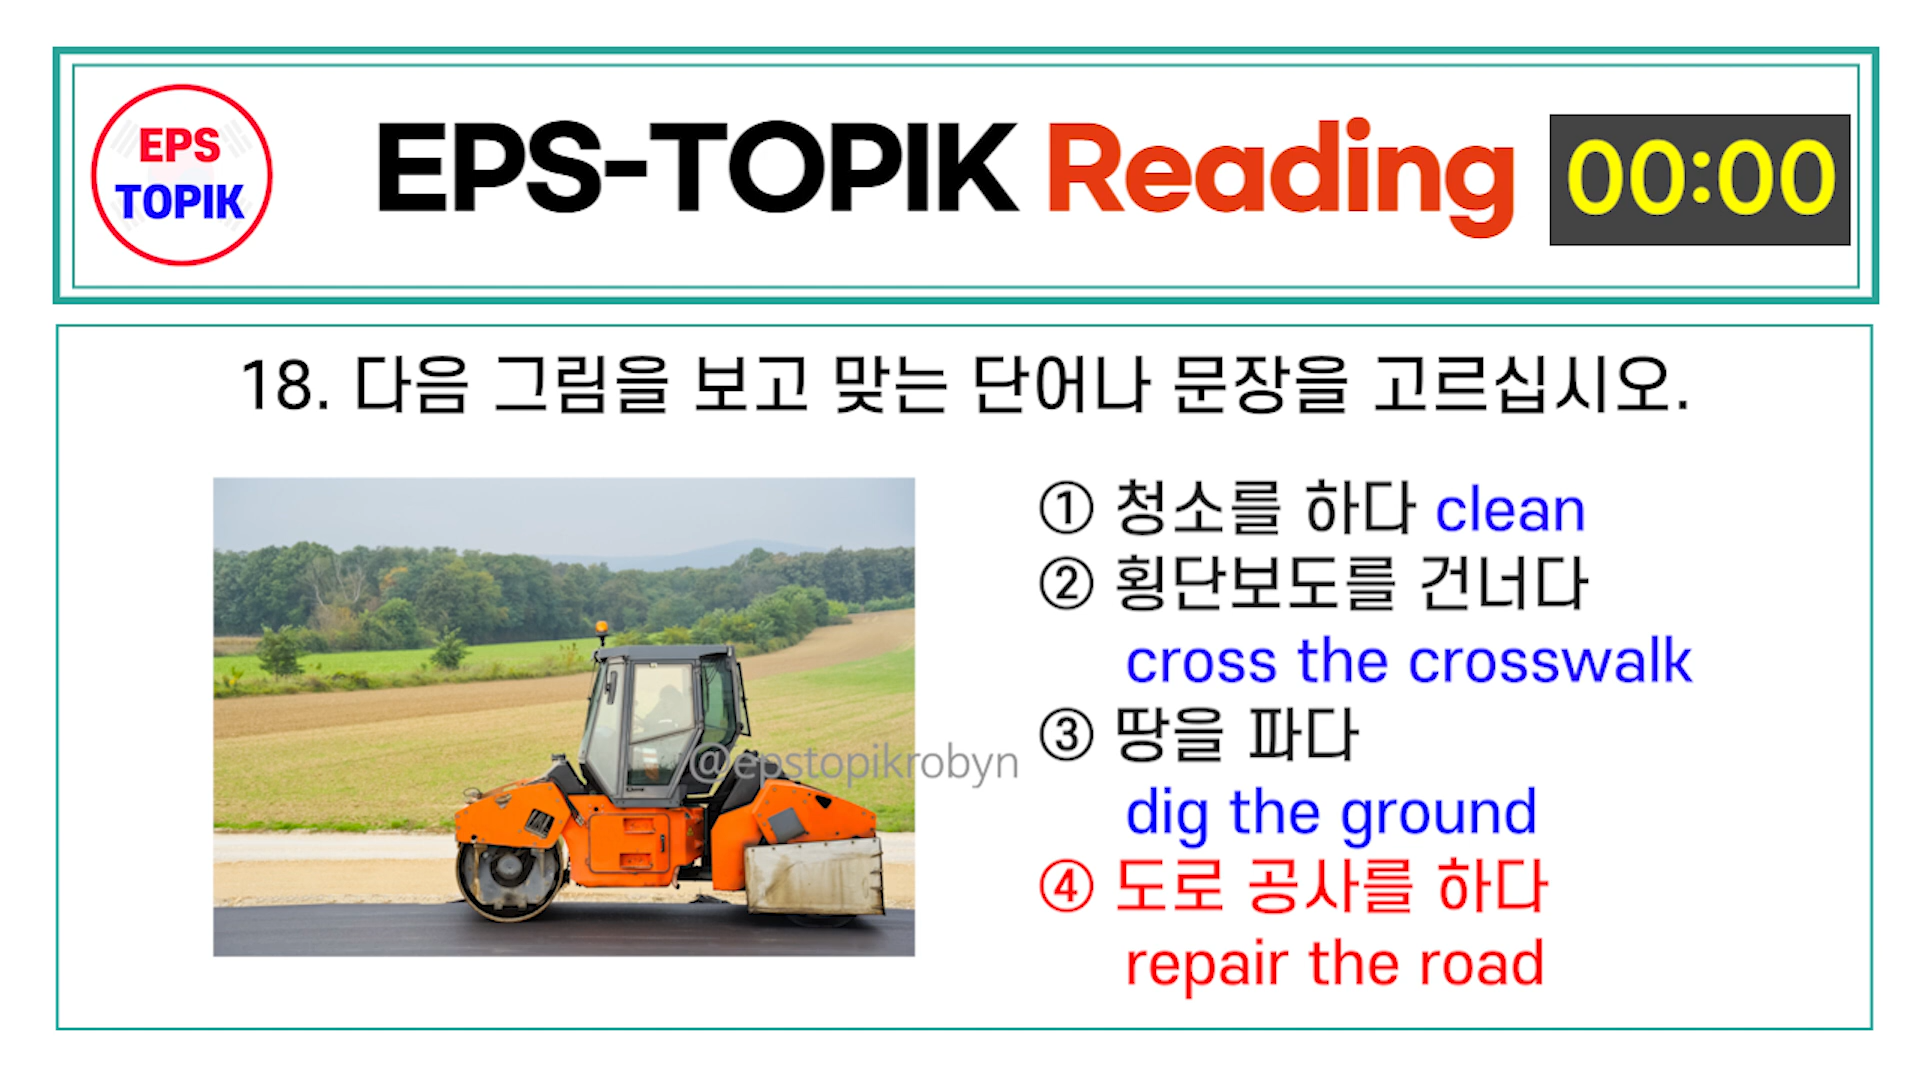 EPS
TOPIK
EPS-TOPIK Reading
00:00
18. 다음 그림을 보고 맞는 단어나 문장을 고르십시오.
① 청소를 하다 clean
② 횡단보도를 건너다
cross the crosswalk
③ 땅을 파다
dig the ground
④ 도로 공사를 하다
repair the road
@epstopikrobyn